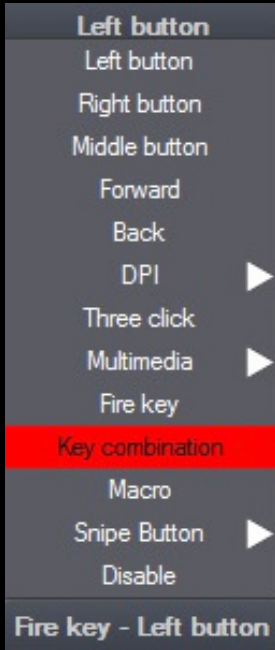 Left button
Left button
Right button
Middle button
Forward
Back
DPI
Three click
Multimedia
Fire key
Key combination
Macro
Snipe Button
Disable
Fire key - Left button